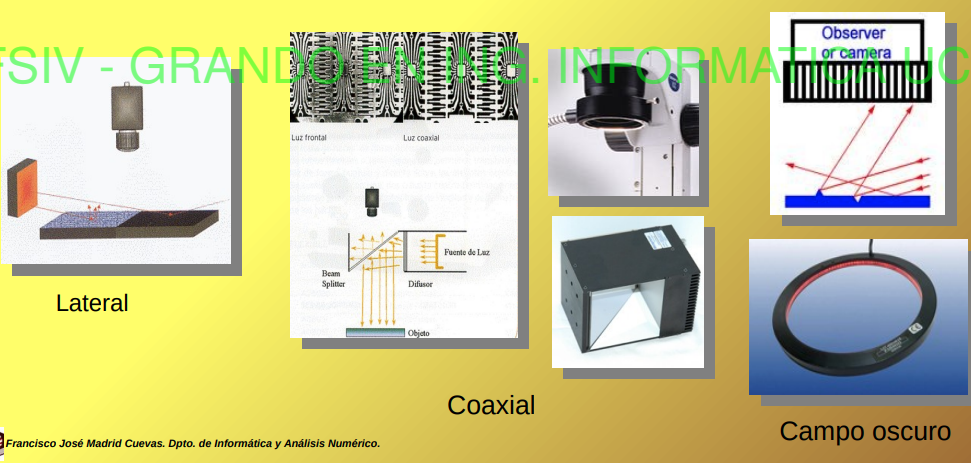 FSIV - GRANDO EN ING. INFORMATICA UC
Observer
or camera
Luz frontal
Luz coaxial
Fuente de Luz
Beam
Splitter
Difusor
Objeto
Lateral
Coaxial
Campo oscuro
Francisco José Madrid Cuevas. Dpto. de Informática y Análisis Numérico.